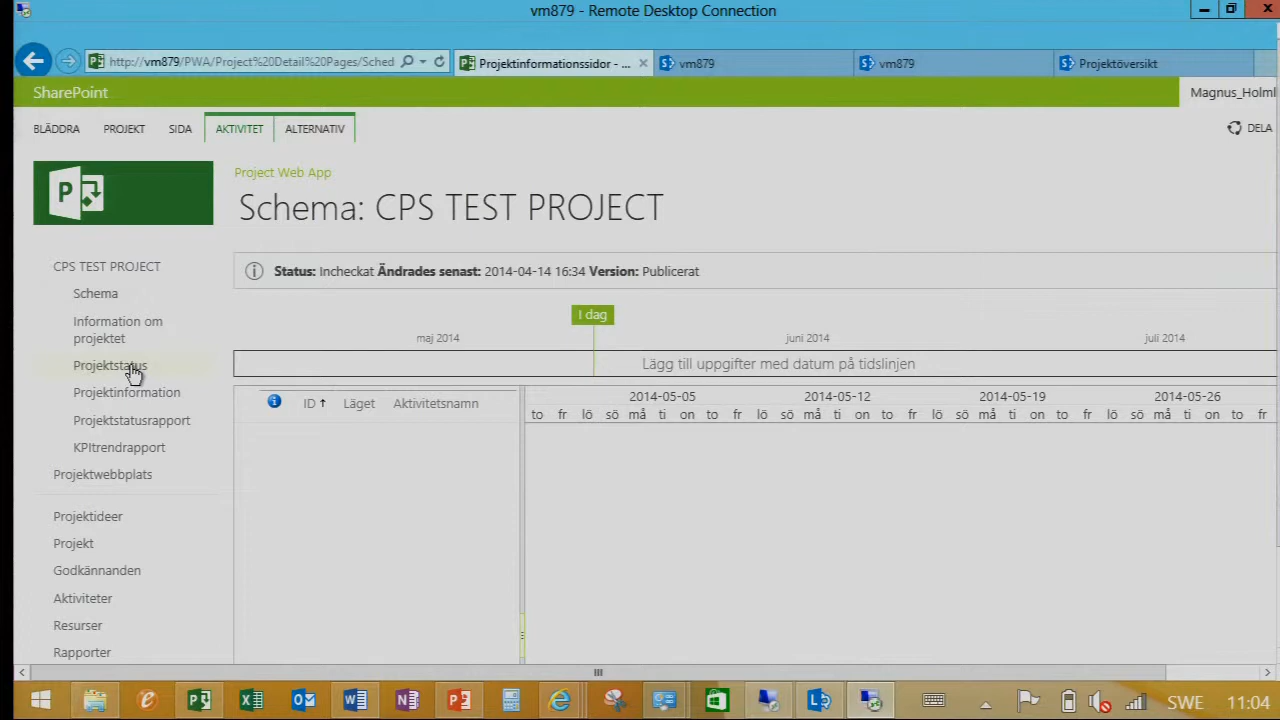 vm879 - Remote Desktop Connection
http://vm879/PWA/Project%20Detail%20Pages/Sched
Projektinformationssidor - ...
vm879
vm879
Projektöversikt
SharePoint
Magnus_Holml
BLÄDDRA
PROJEKT
SIDA
AKTIVITET
ALTERNATIV
DELA
Project Web App
Schema: CPS TEST PROJECT
CPS TEST PROJECT
Schema
Information om
projektet
Projektstatus
Projektinformation
Projektstatusrapport
KPItrendrapport
Projektwebbplats
Projektideer
Projekt
Godkännanden
Aktiviteter
Resurser
Rapporter
Status: Incheckat Ändrades senast: 2014-04-14 16:34 Version: Publicerat
I dag
maj 2014
juni 2014
juli 2014
Lägg till uppgifter med datum på tidslinjen
ID
Läget
Aktivitetsnamn
2014-05-05
2014-05-12
2014-05-19
2014-05-26
to fr lö sö må ti on to fr lö sö må ti on to fr lö sö må ti on to fr lö sö må ti on to fr
SWE
11:04